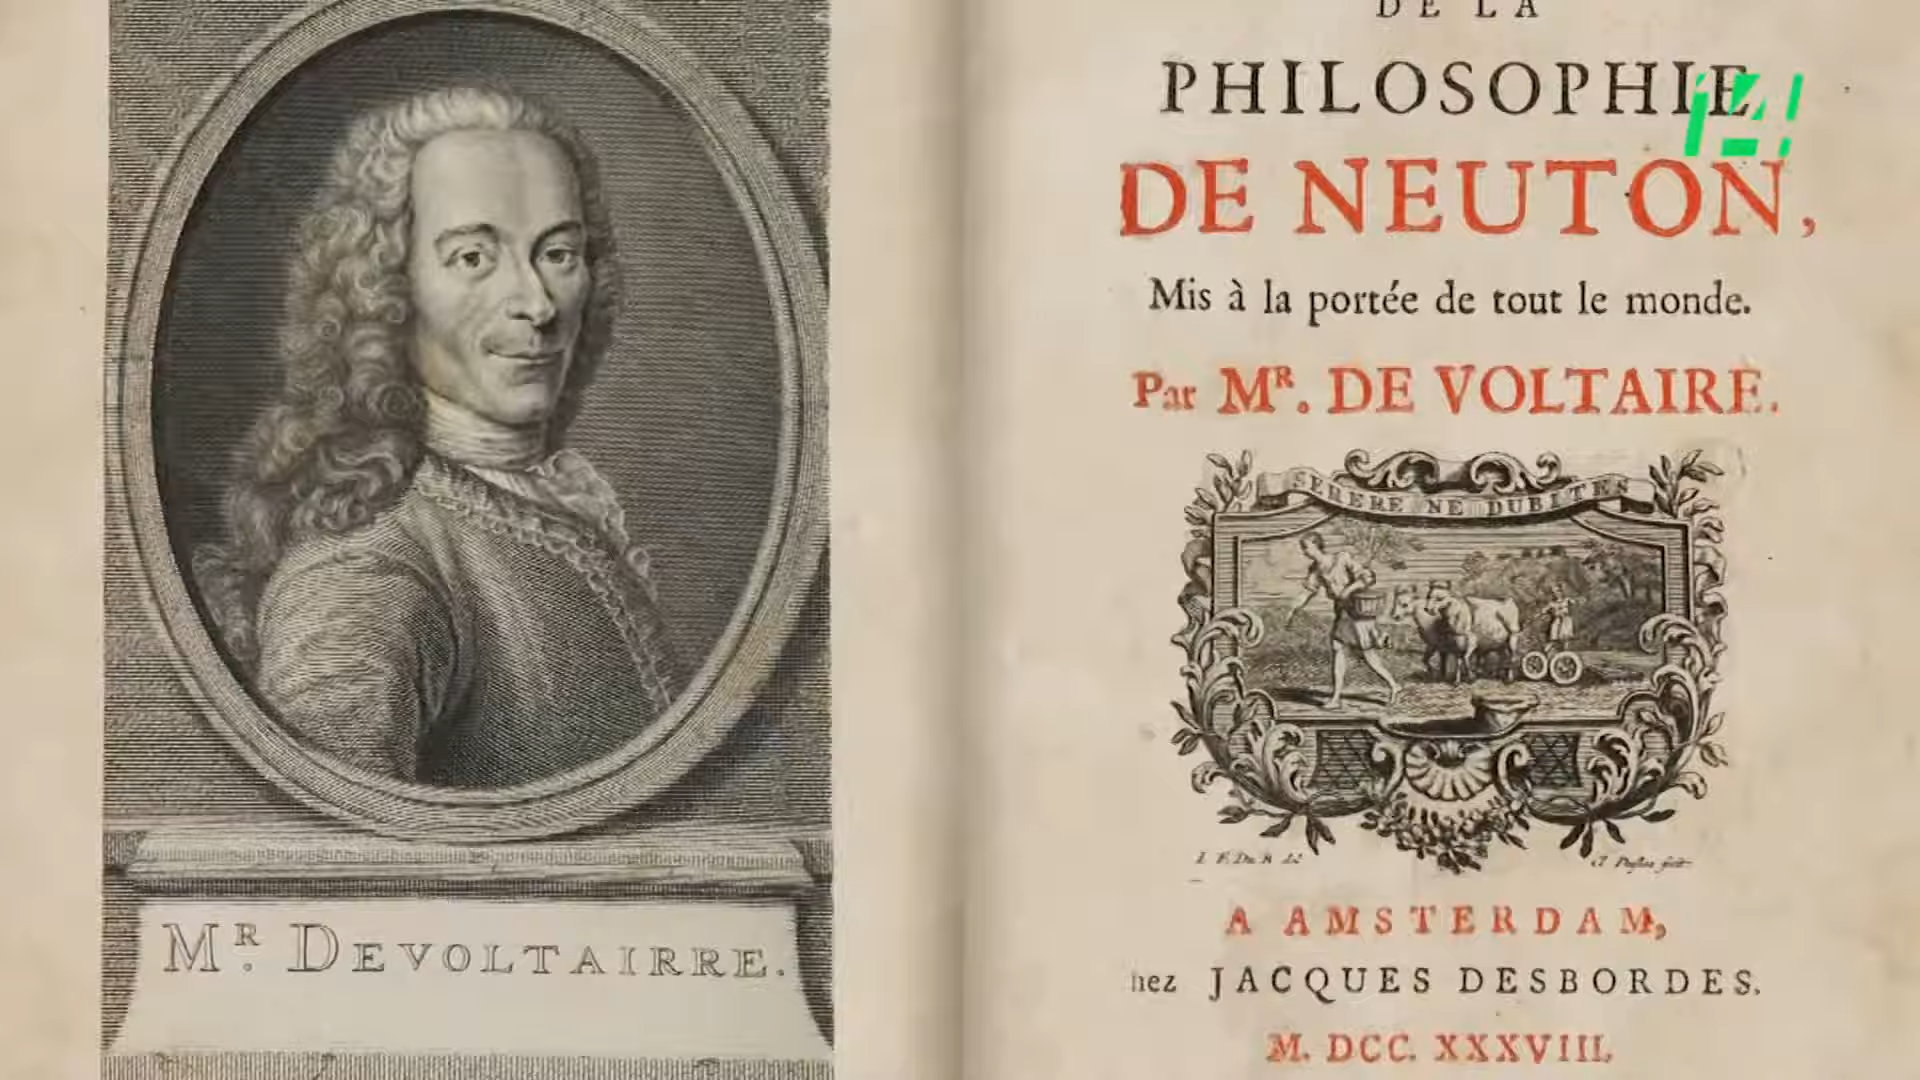 Mᴿ. DEVOLTAIRRE.
DE LA
PHILOSOPHIE
DE NEUTON,
Mis à la portée de tout le monde.
Par Mᴿ. DE VOLTAIRE.
SERERE NE DUBITES
A AMSTERDAM,
hez JACQUES DESBORDES.
M. DCC. XXXVIII.